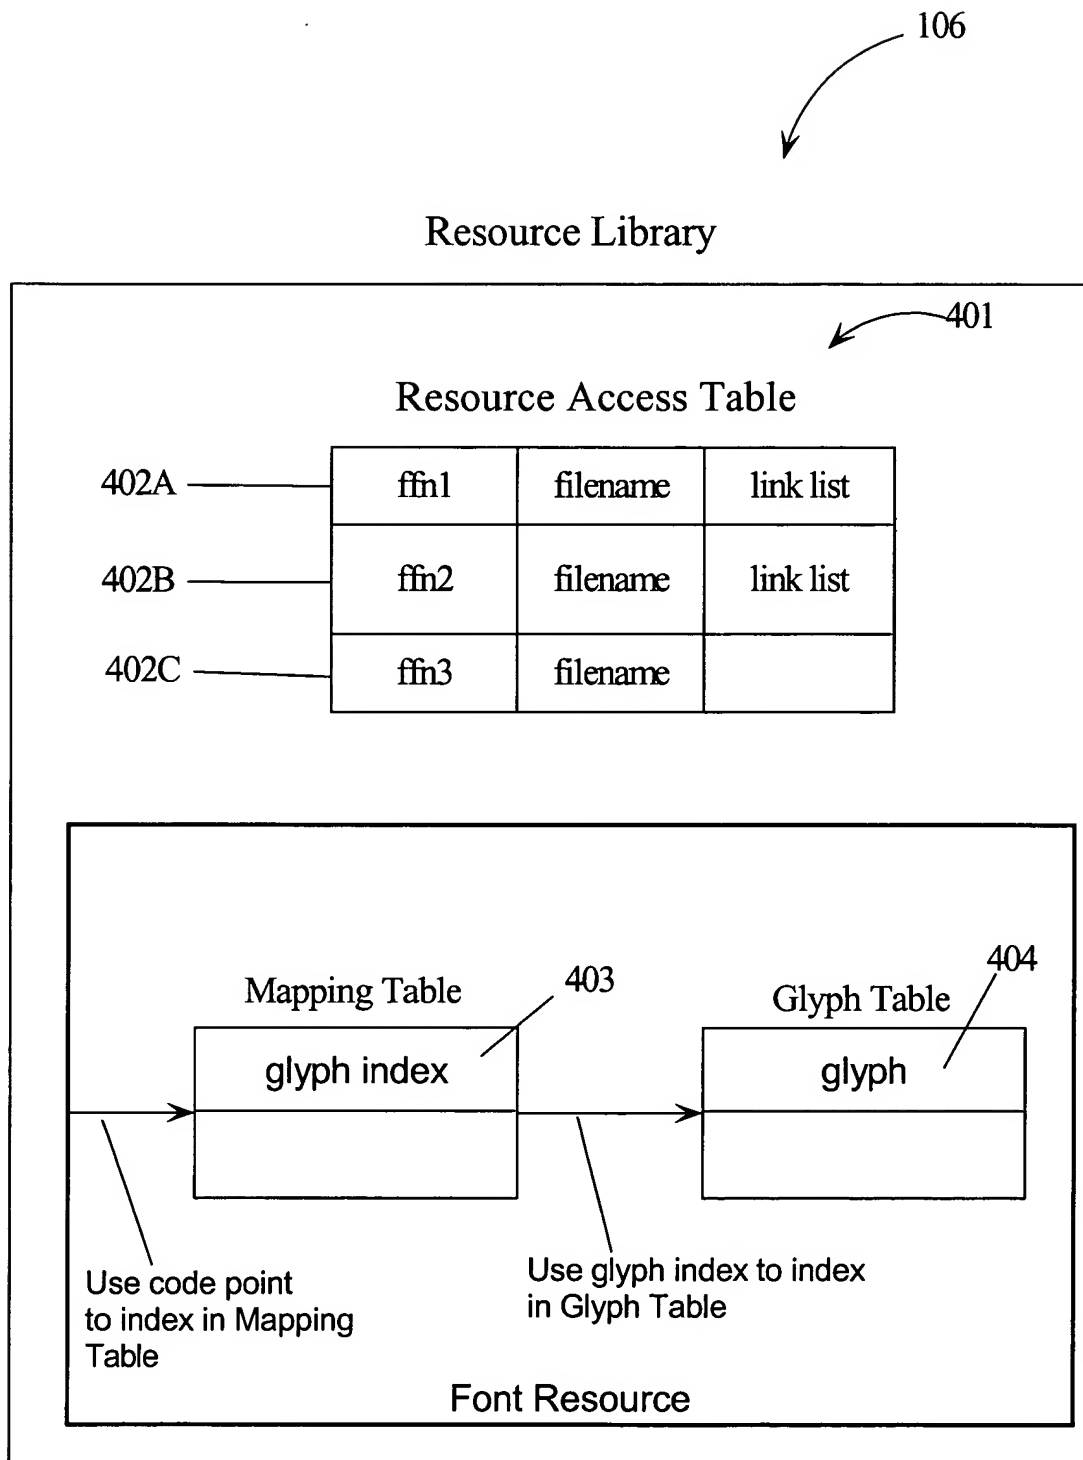 106
Resource Library
401
Resource Access Table
402A ffn1 filename link list
402B ffn2 filename link list
402C ffn3 filename
Mapping Table 403
Glyph Table 404
glyph index
glyph
Use code point
to index in Mapping
Table
Use glyph index to index
in Glyph Table
Font Resource